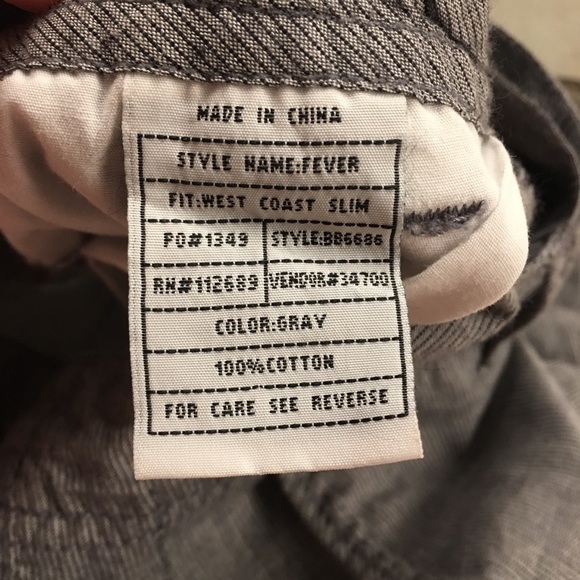 MADE IN CHINA
STYLE NAME:FEVER
FIT:WEST COAST SLIM
PO#1349 STYLE:BB6686
RN#112689 VENDOR#34700
COLOR:GRAY
100%COTTON
FOR CARE SEE REVERSE